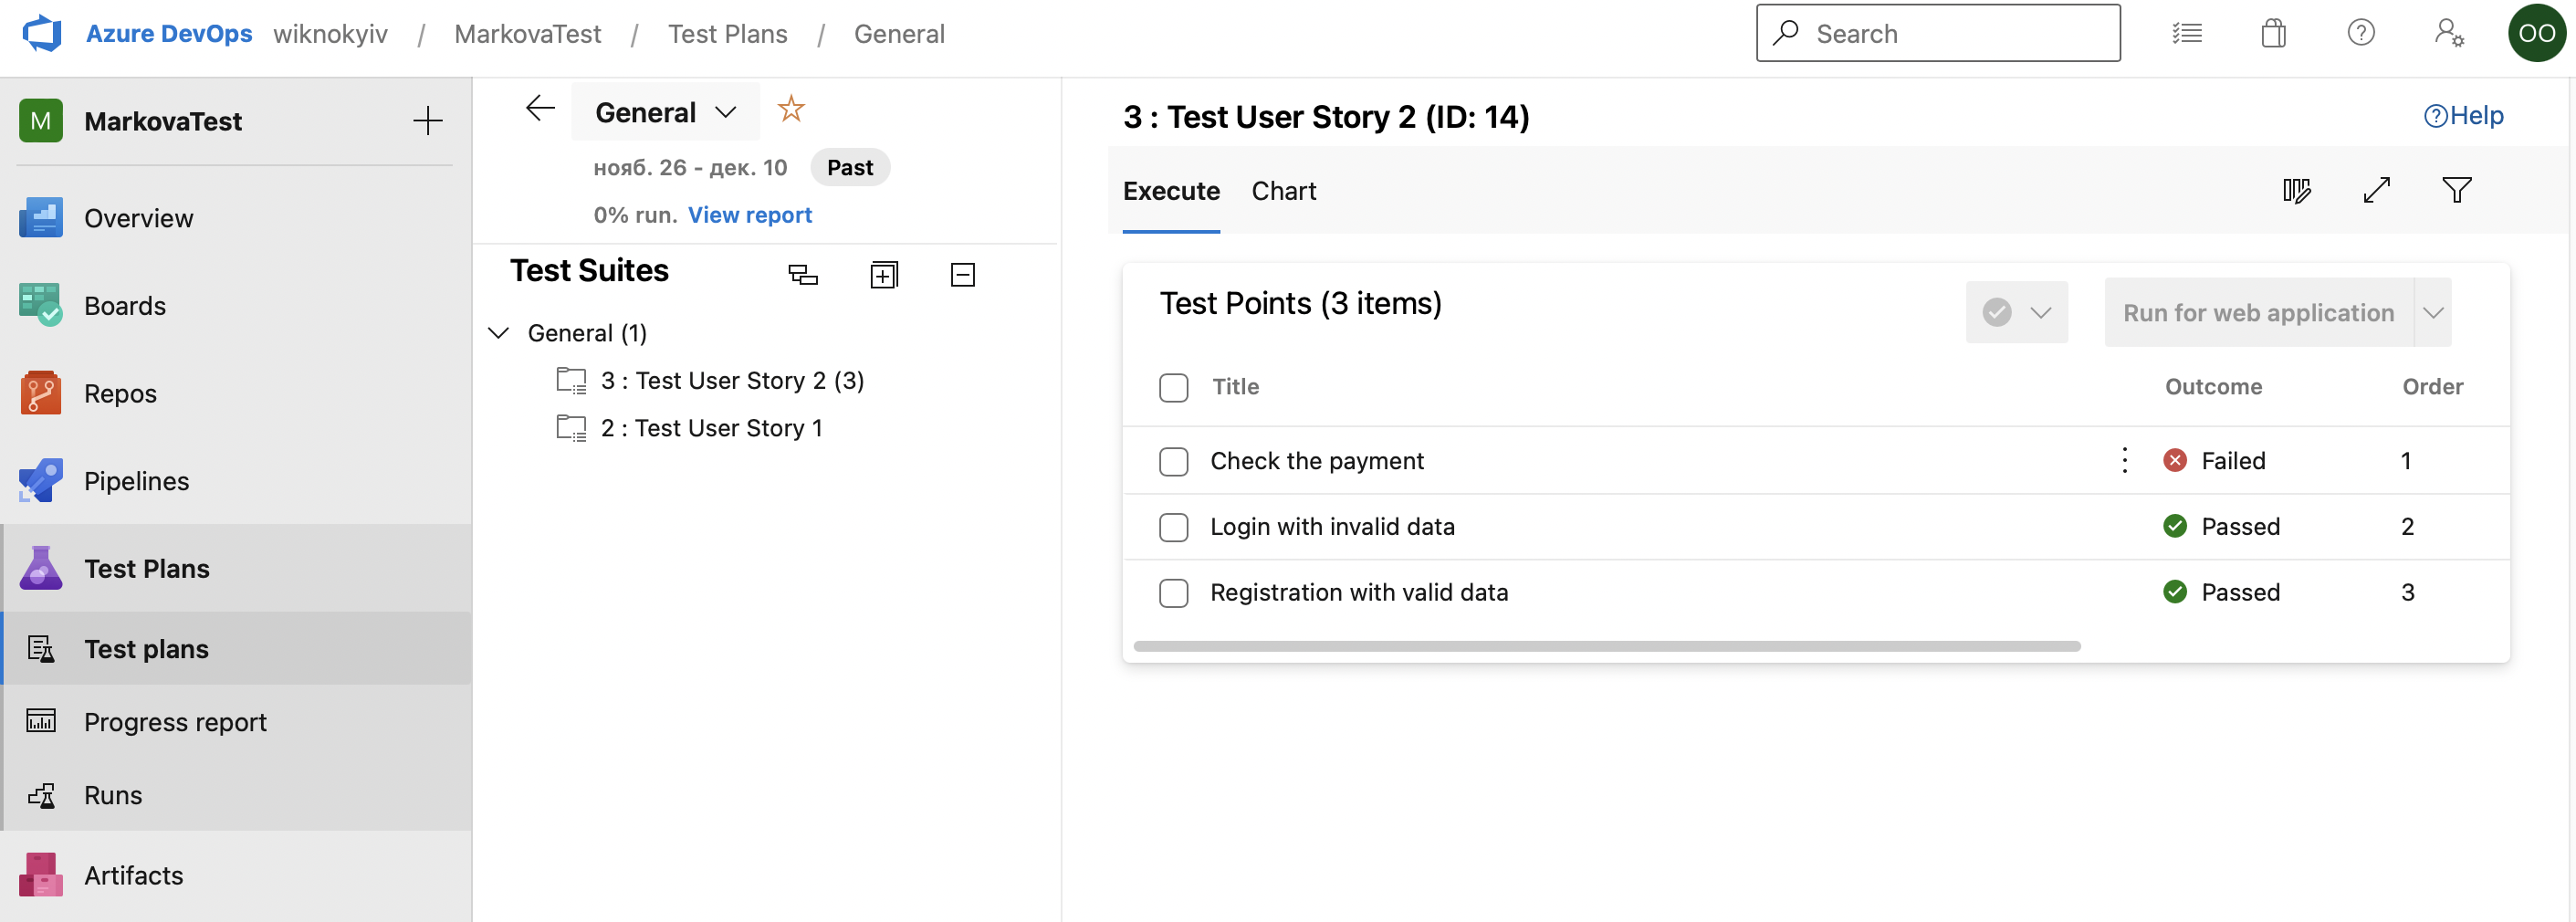 Azure DevOps wiknokyiv / MarkovaTest / Test Plans / General
Search
OO
M MarkovaTest
Overview
Boards
Repos
Pipelines
Test Plans
Test plans
Progress report
Runs
Artifacts
General
нояб. 26 - дек. 10 Past
0% run. View report
Test Suites
General (1)
3 : Test User Story 2 (3)
2 : Test User Story 1
3 : Test User Story 2 (ID: 14)
Help
Execute Chart
Test Points (3 items)
Run for web application
Title Outcome Order
Check the payment Failed 1
Login with invalid data Passed 2
Registration with valid data Passed 3